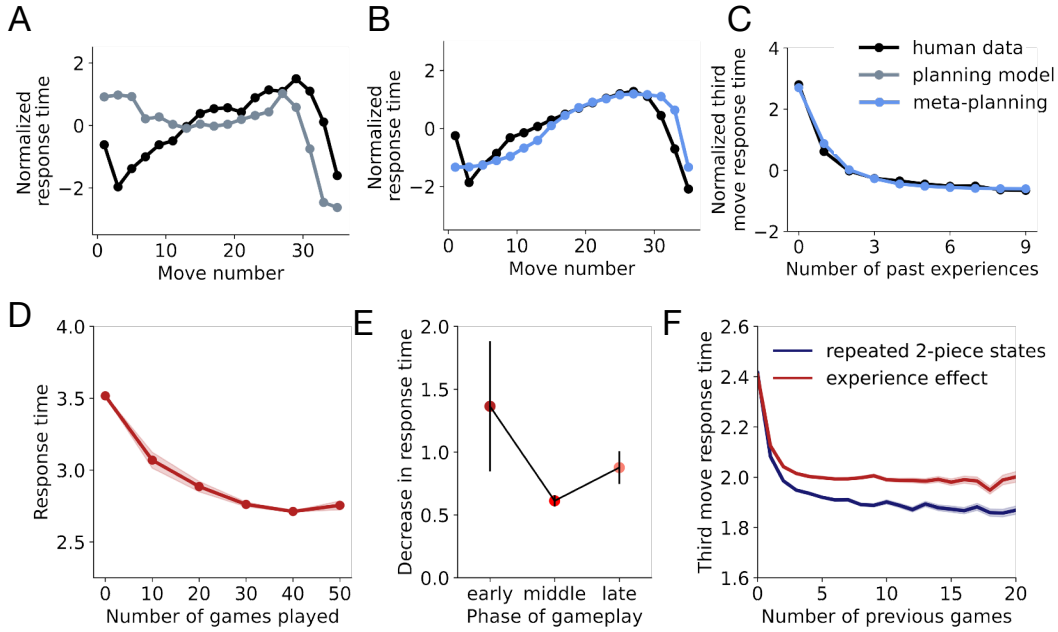 A
Normalized
response time
2
0
−2
1
10
20
30
Move number
B
Normalized
response time
2
0
−2
1
10
20
30
Move number
C
Normalized third
move response time
4
2
0
−2
0
3
6
9
Number of past experiences
human data
planning model
meta-planning
D
Response time
4.0
3.5
3.0
2.5
0
10
20
30
40
50
Number of games played
E
Decrease in response time
2.0
1.5
1.0
0.5
0.0
early
middle
late
Phase of gameplay
F
Third move response time
2.6
2.4
2.2
2.0
1.8
1.6
0
5
10
15
20
Number of previous games
repeated 2-piece states
experience effect